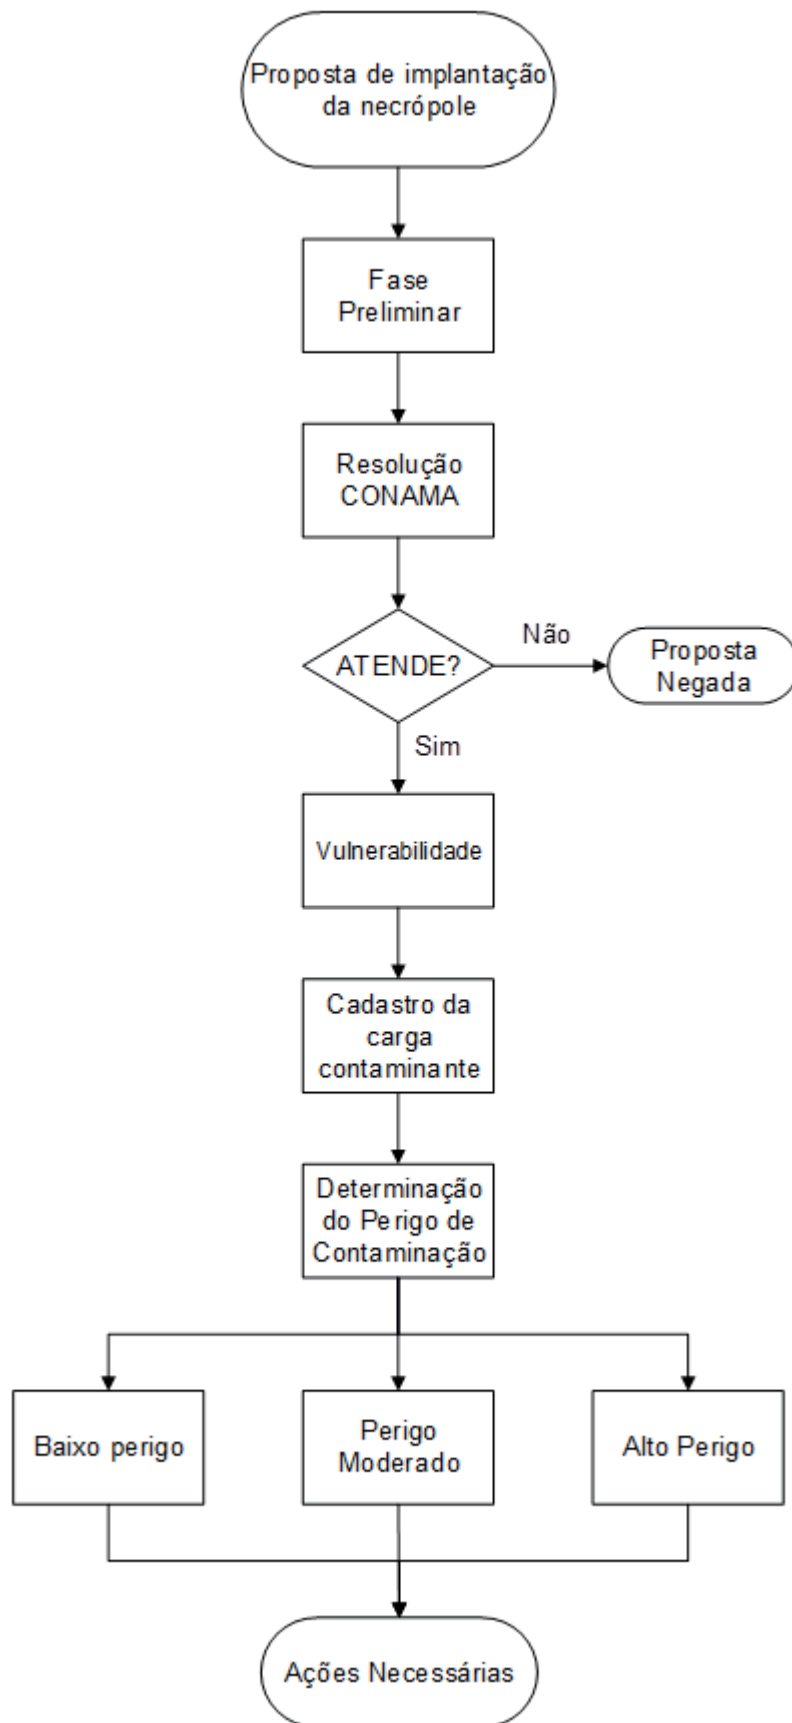 Proposta de implantação
da necrópole
Fase
Preliminar
Resolução
CONAMA
ATENDE?
Não
Proposta
Negada
Sim
Vulnerabilidade
Cadastro da
carga
contaminante
Determinação
do Perigo de
Contaminação
Baixo perigo
Perigo
Moderado
Alto Perigo
Ações Necessárias